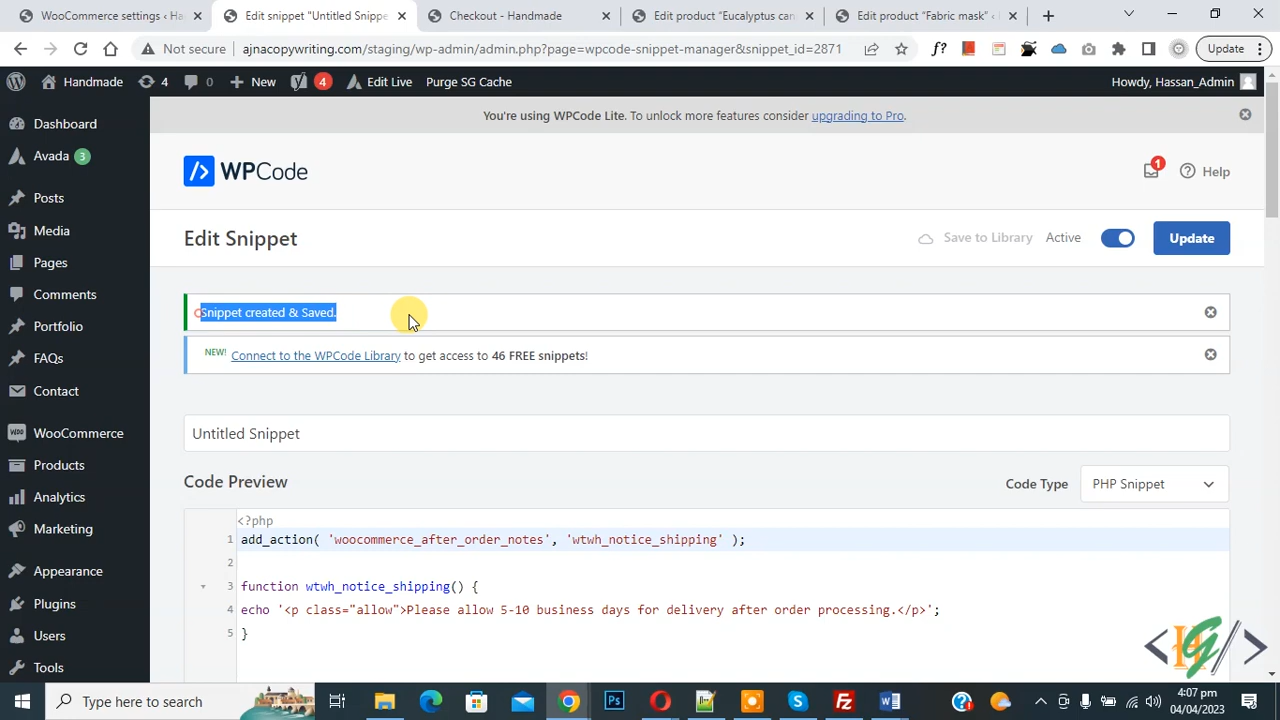 WooCommerce settings ‹ Ha
Edit snippet "Untitled Snippe
Checkout - Handmade
Edit product “Eucalyptus can
Edit product “Fabric mask” ‹
Not secure
ajnacopywriting.com/staging/wp-admin/admin.php?page=wpcode-snippet-manager&snippet_id=2871
f?
Update
Handmade
4
0
New
4
Edit Live
Purge SG Cache
Howdy, Hassan_Admin
Dashboard
Avada 3
Posts
Media
Pages
Comments
Portfolio
FAQs
Contact
WooCommerce
Products
Analytics
Marketing
Appearance
Plugins
Users
Tools
You're using WPCode Lite. To unlock more features consider upgrading to Pro.
WPCode
1
Help
Edit Snippet
Save to Library
Active
Update
Snippet created & Saved.
NEW! Connect to the WPCode Library to get access to 46 FREE snippets!
Untitled Snippet
Code Preview
Code Type
PHP Snippet
<?php
1 add_action( 'woocommerce_after_order_notes', 'wtwh_notice_shipping' );
2
3 function wtwh_notice_shipping() {
4 echo '<p class="allow">Please allow 5-10 business days for delivery after order processing.</p>';
5 }
Type here to search
4:07 pm
04/04/2023